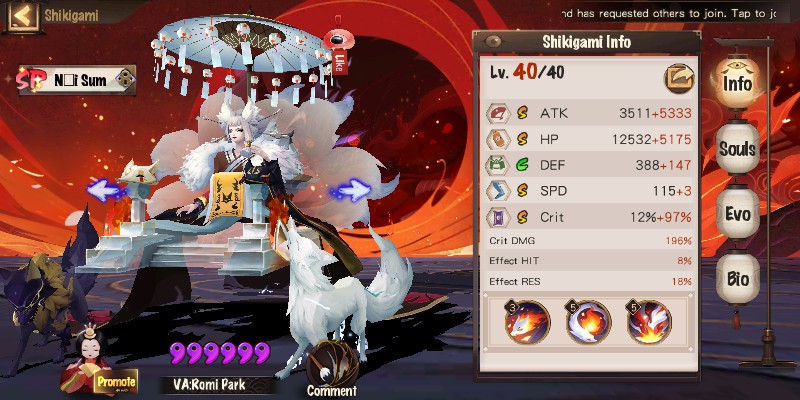 Shikigami
nd has requested others to join. Tap to jo
SP
N□i Sum
Like
Shikigami Info
Lv. 40/40
ATK 3511+5333
HP 12532+5175
DEF 388+147
SPD 115+3
Crit 12%+97%
Crit DMG 196%
Effect HIT 8%
Effect RES 18%
3 5 5
Info
Souls
Evo
Bio
Promote
999999
VA:Romi Park
Comment